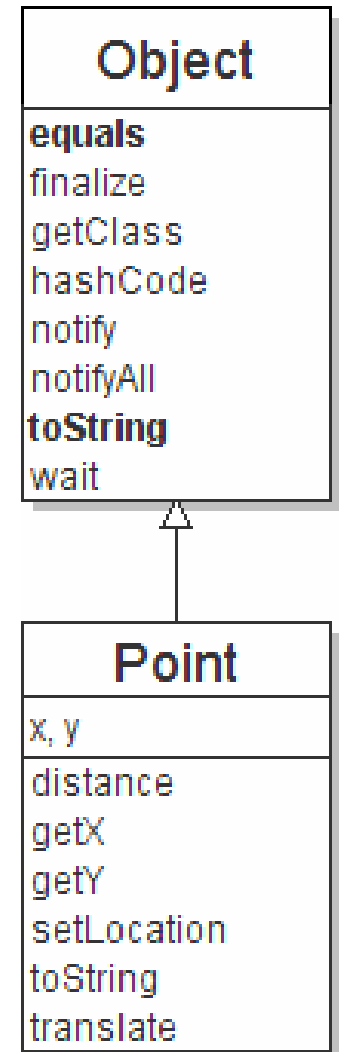 Object
equals
finalize
getClass
hashCode
notify
notifyAll
toString
wait
Point
x, y
distance
getX
getY
setLocation
toString
translate